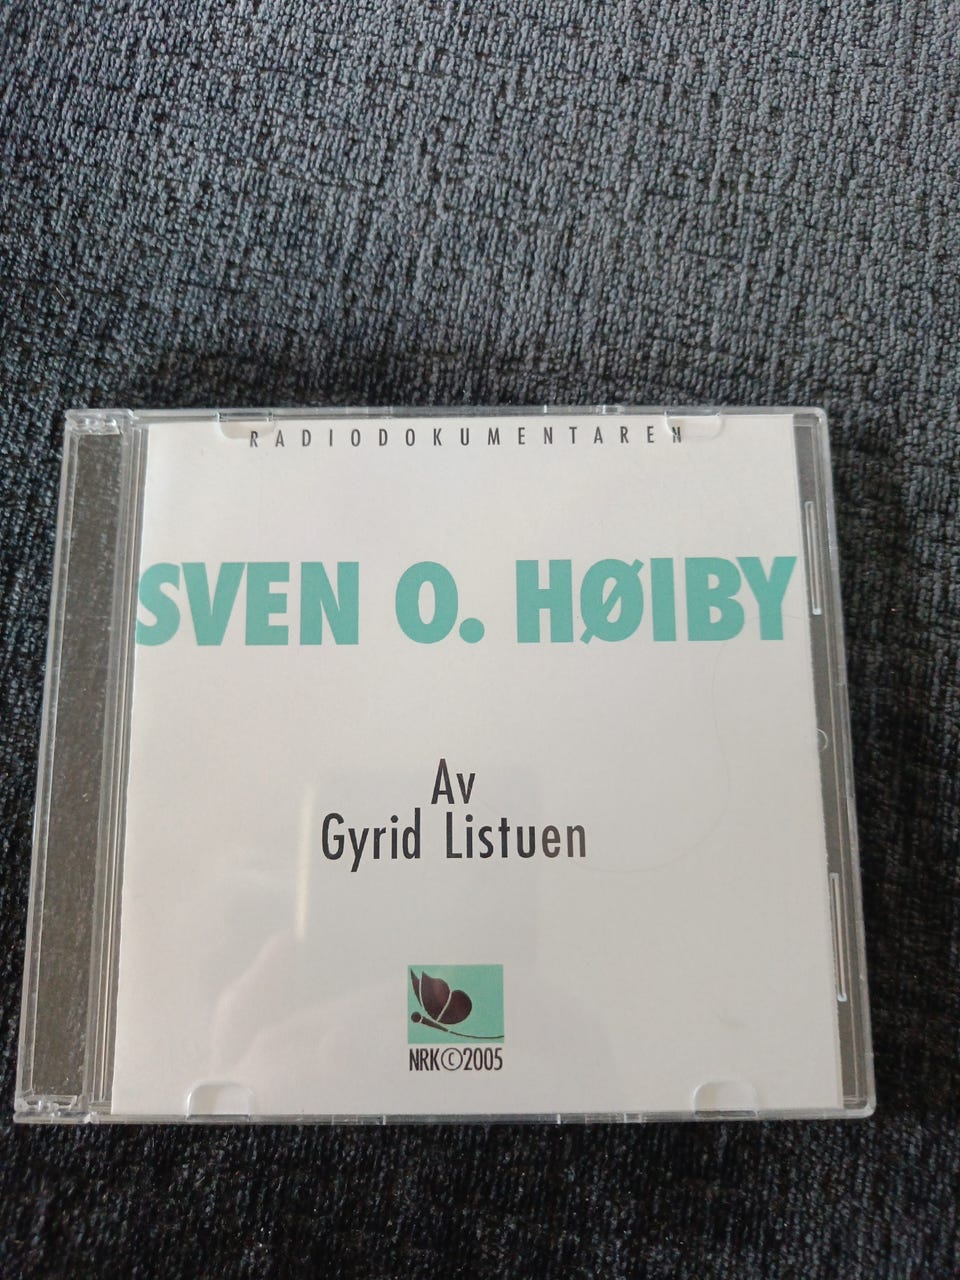 RADIODOKUMENTAREN
SVEN O. HØIBY
Av
Gyrid Listuen
NRK©2005